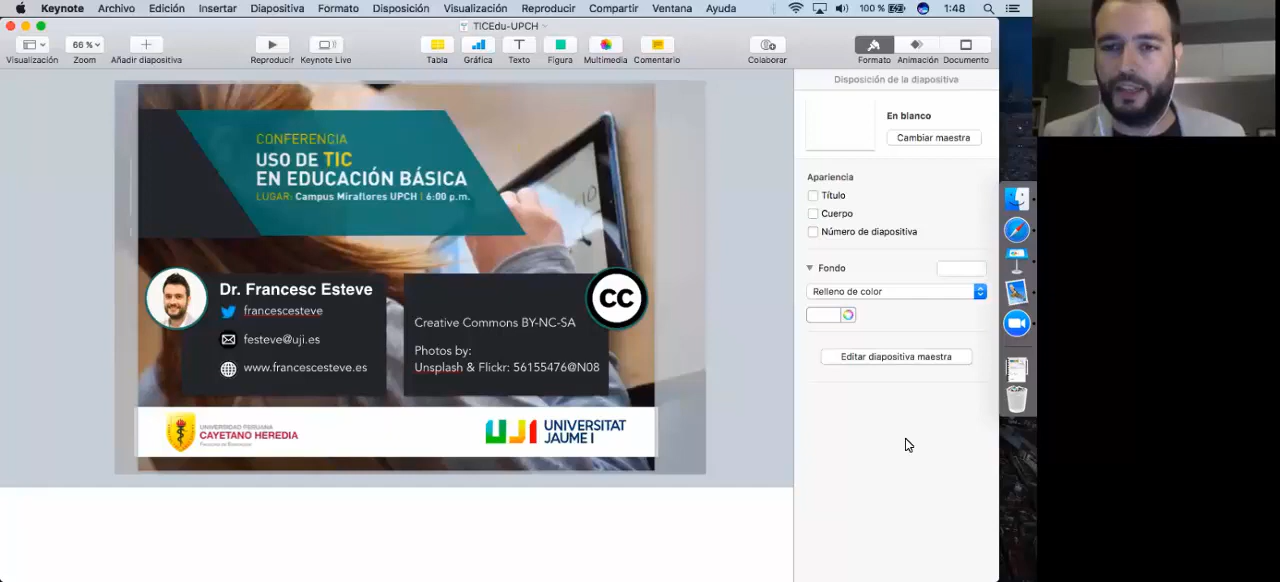 Keynote Archivo Edición Insertar Diapositiva Formato Disposición Visualización Reproducir Compartir Ventana Ayuda 100 % 1:48
TICEdu-UPCH
66 %
Visualización Zoom Añadir diapositiva Reproducir Keynote Live Tabla Gráfica Texto Figura Multimedia Comentario Colaborar Formato Animación Documento
Disposición de la diapositiva
En blanco
Cambiar maestra
Apariencia
Título
Cuerpo
Número de diapositiva
Fondo
Relleno de color
Editar diapositiva maestra
CONFERENCIA
USO DE TIC
EN EDUCACIÓN BÁSICA
LUGAR: Campus Miraflores UPCH | 6:00 p.m.
Dr. Francesc Esteve
francescesteve
festeve@uji.es
www.francescesteve.es
CC
Creative Commons BY-NC-SA
Photos by:
Unsplash & Flickr: 56155476@N08
UNIVERSIDAD PERUANA
CAYETANO HEREDIA
UJI UNIVERSITAT
JAUME I